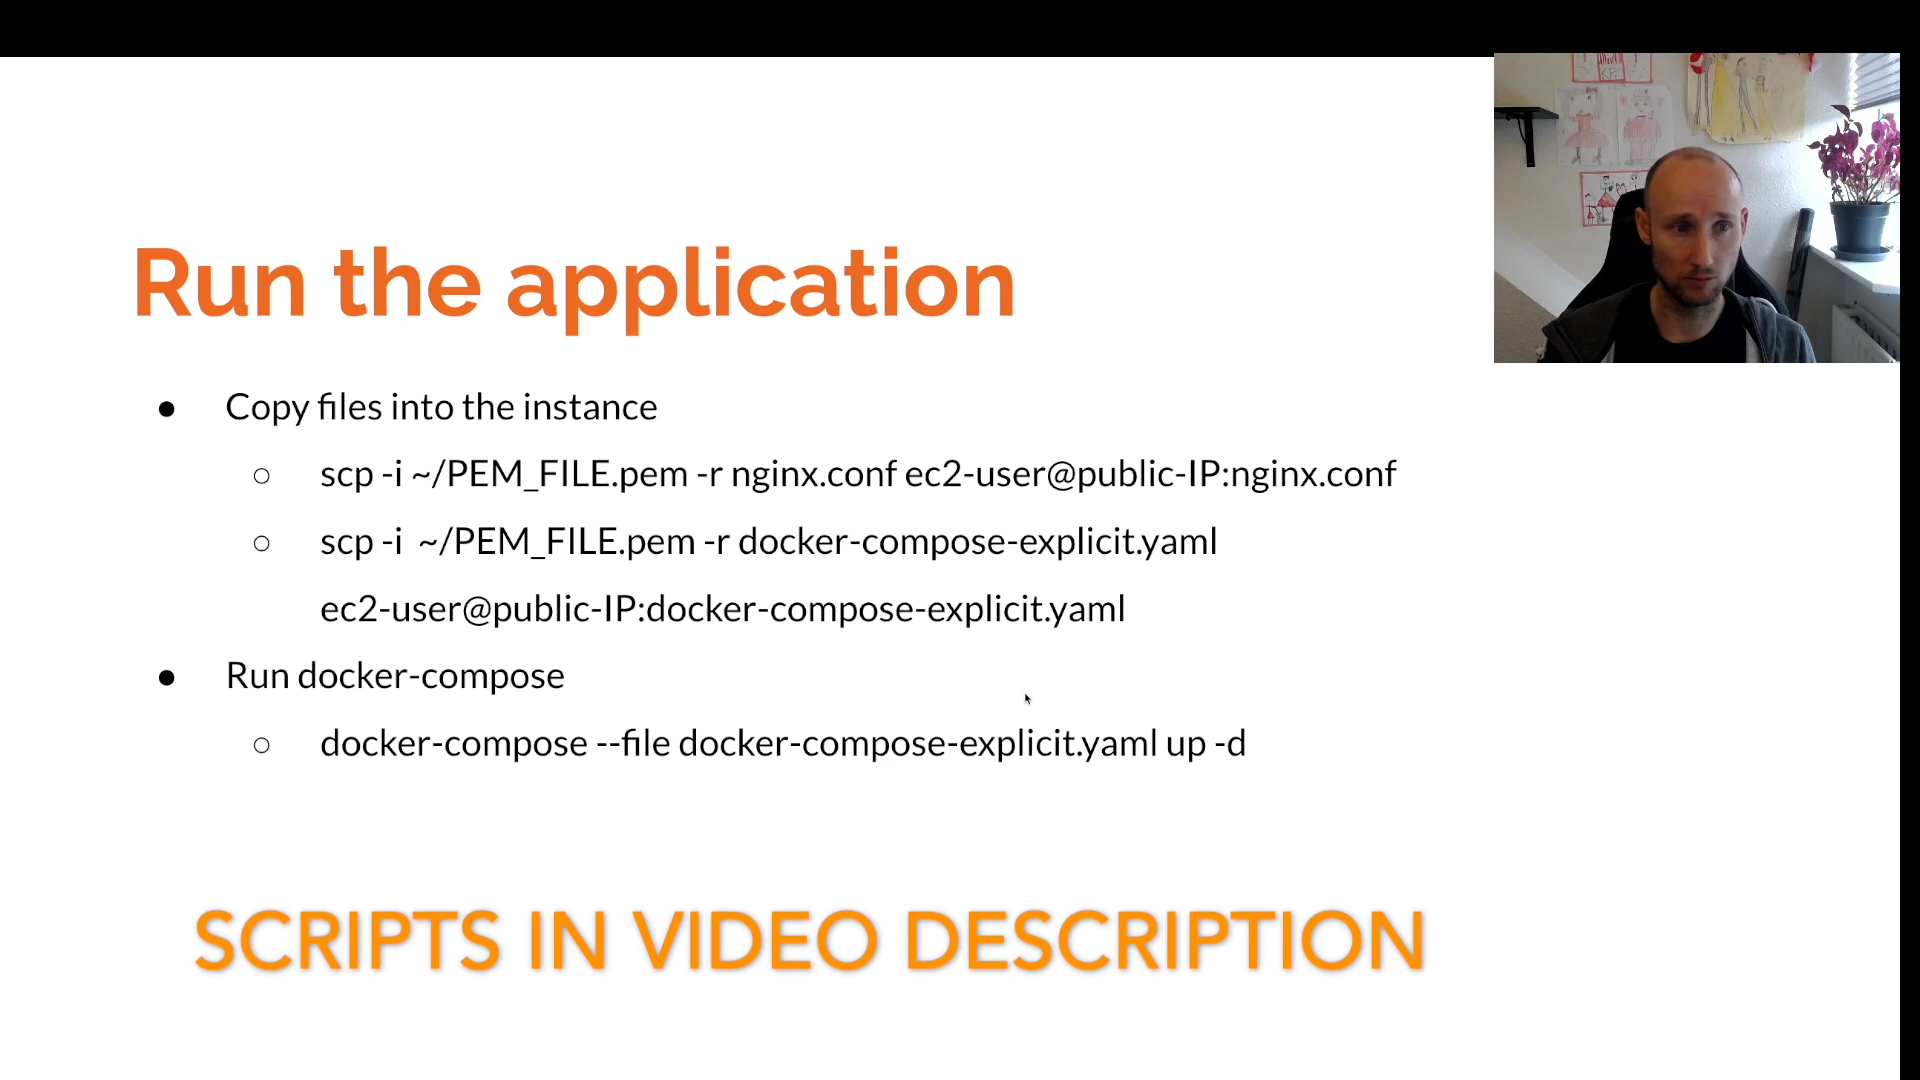 Run the application
● Copy files into the instance
○ scp -i ~/PEM_FILE.pem -r nginx.conf ec2-user@public-IP:nginx.conf
○ scp -i  ~/PEM_FILE.pem -r docker-compose-explicit.yaml
ec2-user@public-IP:docker-compose-explicit.yaml
● Run docker-compose
○ docker-compose --file docker-compose-explicit.yaml up -d
SCRIPTS IN VIDEO DESCRIPTION